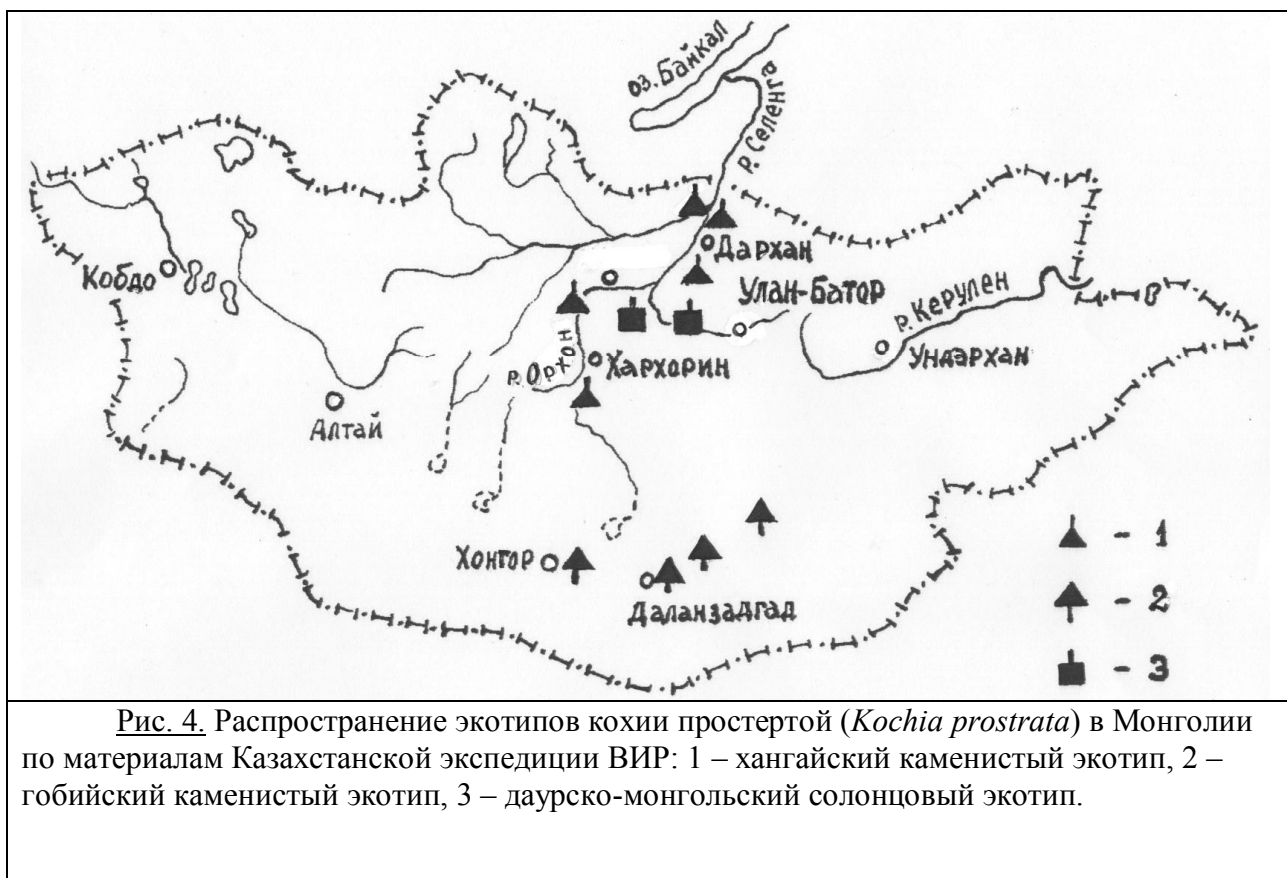 оз. Байкал
р. Селенга
Дархан
Кобдо
Улан-Батор
р. Керулен
Ундэрхан
р. Орхон
Хархорин
Алтай
- 1
Хонгор
- 2
Даланзадгад
- 3
Рис. 4. Распространение экотипов кохии простертой (Kochia prostrata) в Монголии
по материалам Казахстанской экспедиции ВИР: 1 – хангайский каменистый экотип, 2 –
гобийский каменистый экотип, 3 – даурско-монгольский солонцовый экотип.